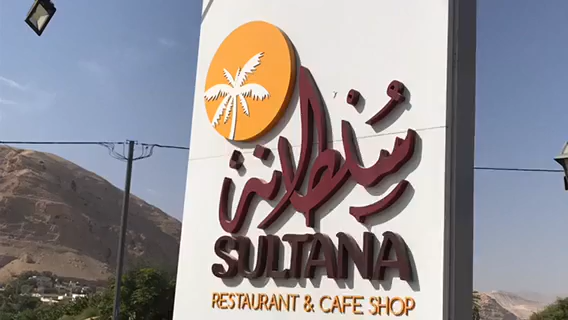 سلطانة
SULTANA
RESTAURANT & CAFE SHOP